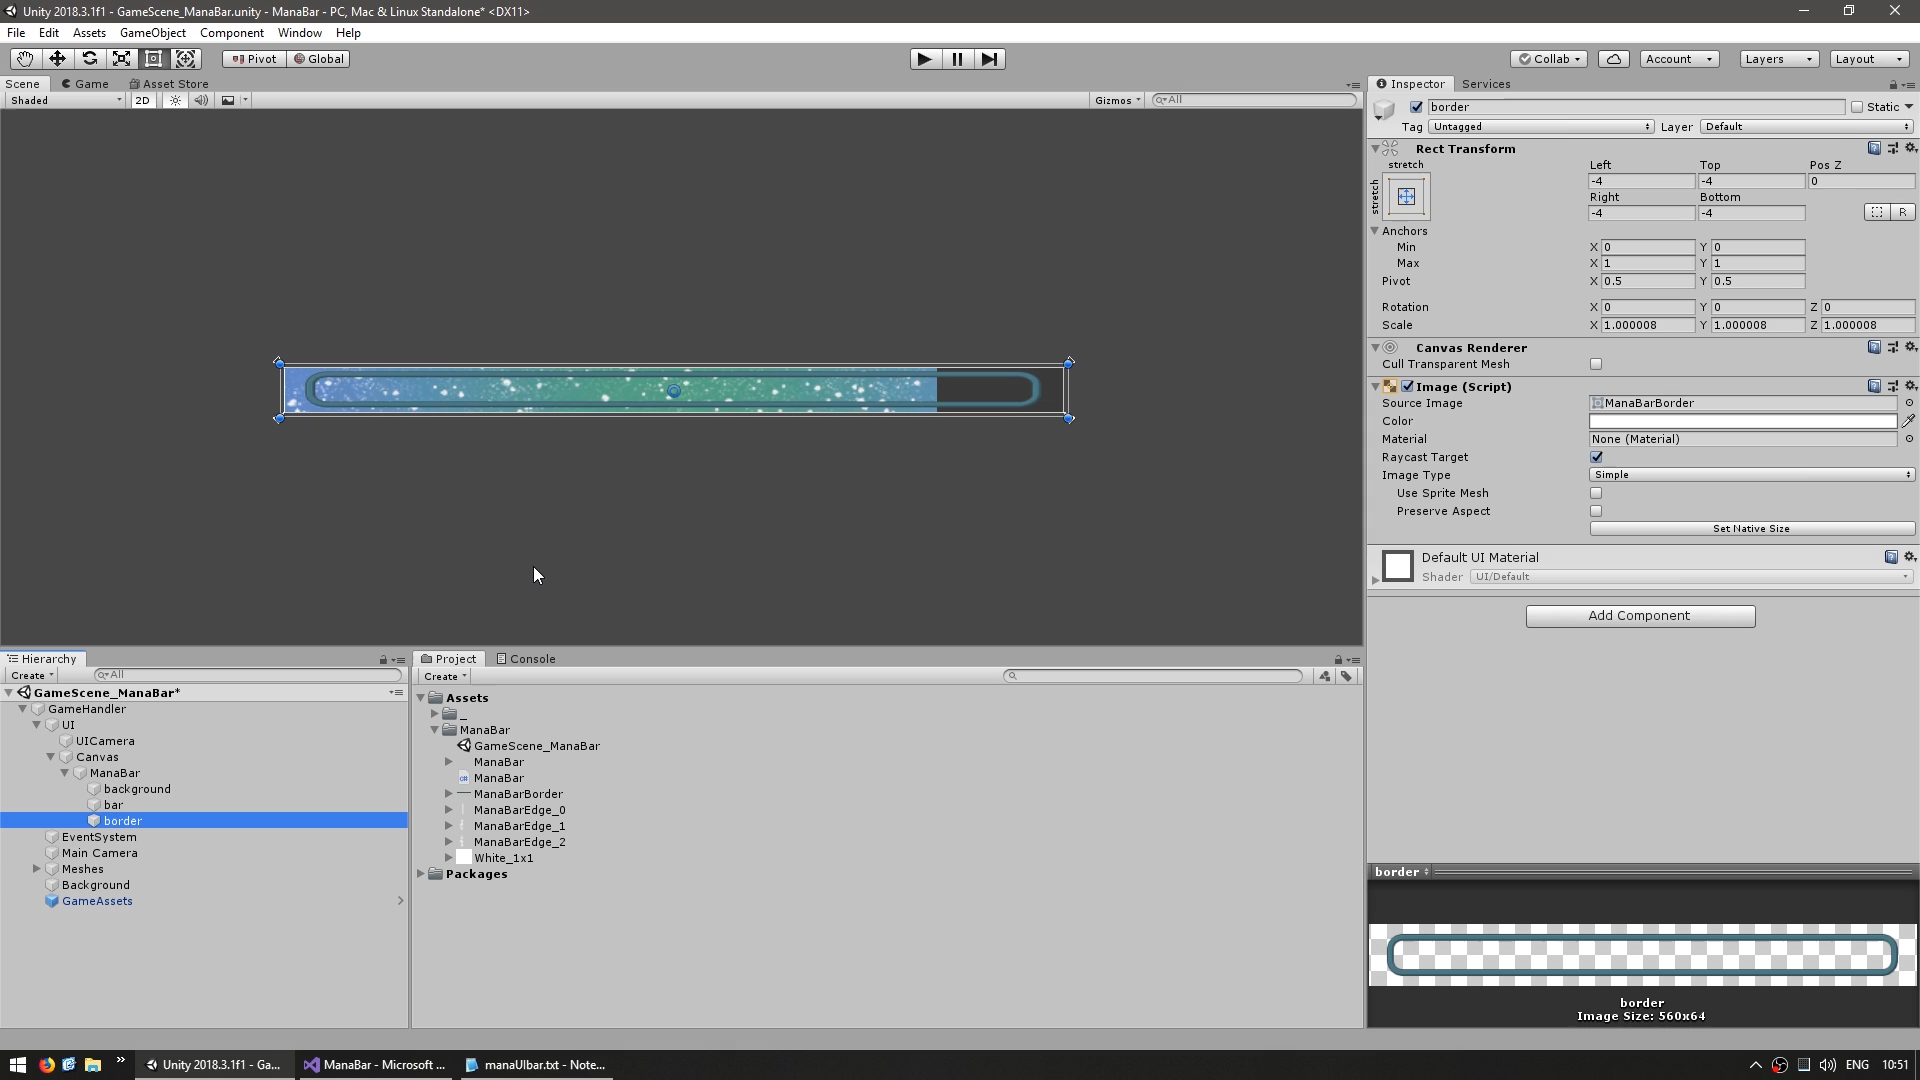 Unity 2018.3.1f1 - GameScene_ManaBar.unity - ManaBar - PC, Mac & Linux Standalone* <DX11>
File Edit Assets GameObject Component Window Help
Pivot Global Collab Account Layers Layout
Scene Game Asset Store
Shaded 2D Gizmos All
Inspector Services
border Static
Tag Untagged Layer Default
Rect Transform
stretch
stretch
Left Top Pos Z
-4 -4 0
Right Bottom
-4 -4 R
Anchors
Min X 0 Y 0
Max X 1 Y 1
Pivot X 0.5 Y 0.5
Rotation X 0 Y 0 Z 0
Scale X 1.000008 Y 1.000008 Z 1.000008
Canvas Renderer
Cull Transparent Mesh
Image (Script)
Source Image ManaBarBorder
Color
Material None (Material)
Raycast Target
Image Type Simple
Use Sprite Mesh
Preserve Aspect
Set Native Size
Default UI Material
Shader UI/Default
Add Component
Hierarchy
Create All
GameScene_ManaBar*
GameHandler
UI
UICamera
Canvas
ManaBar
background
bar
border
EventSystem
Main Camera
Meshes
Background
GameAssets
Project Console
Create
Assets
_
ManaBar
GameScene_ManaBar
ManaBar
ManaBar
ManaBarBorder
ManaBarEdge_0
ManaBarEdge_1
ManaBarEdge_2
White_1x1
Packages
border
border
Image Size: 560x64
Unity 2018.3.1f1 - Ga... ManaBar - Microsoft ... manaUIbar.txt - Note... ENG 10:51